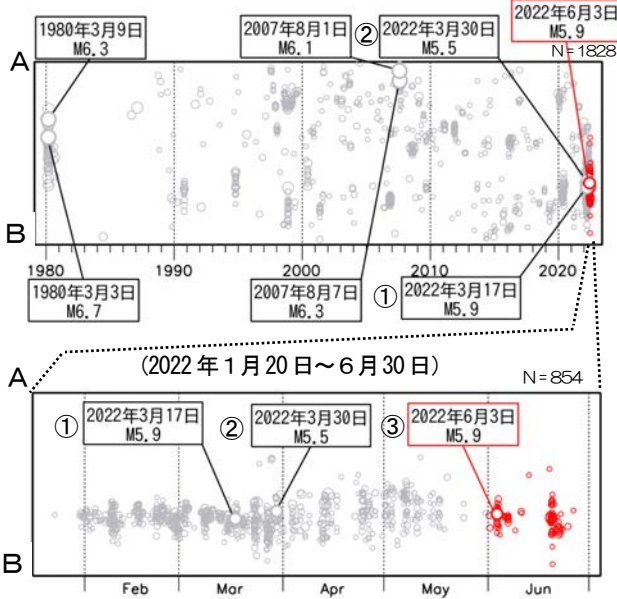 1980年3月9日
M6.3
2007年8月1日
M6.1
②
2022年3月30日
M5.5
2022年6月3日
M5.9
N=1828
A
B
1980
1990
2000
2010
2020
1980年3月3日
M6.7
2007年8月7日
M6.3
①
2022年3月17日
M5.9
(2022年1月20日～6月30日)
N=854
A
①
2022年3月17日
M5.9
②
2022年3月30日
M5.5
③
2022年6月3日
M5.9
B
Feb
Mar
Apr
May
Jun